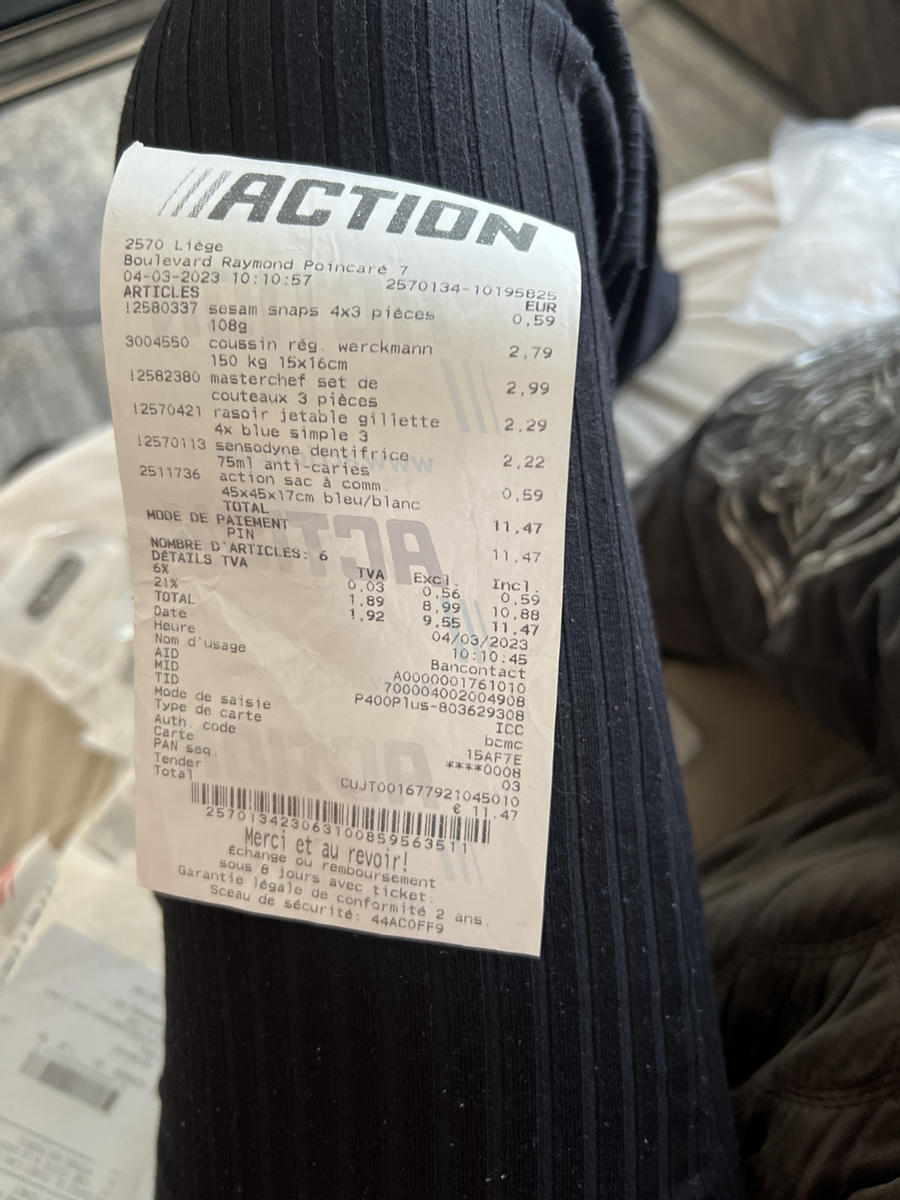 ACTION
2570 Liège
Boulevard Raymond Poincaré 7
04-03-2023 10:10:57 2570134-10195825
ARTICLES EUR
!2580337 sesam snaps 4x3 pièces 0,59
108g
3004550 coussin rég. werckmann 2,79
150 kg 15x16cm
!2582380 masterchef set de 2,99
couteaux 3 pièces
!2570421 rasoir jetable gillette 2,29
4x blue simple 3
!2570113 sensodyne dentifrice 2,22
75ml anti-caries
2511736 action sac à comm. 0,59
45x45x17cm bleu/blanc
TOTAL 11,47
MODE DE PAIEMENT
PIN 11,47
NOMBRE D'ARTICLES: 6
DÉTAILS TVA
TVA Excl. Incl.
6% 0,03 0,56 0,59
21% 1,89 8,99 10,88
TOTAL 1,92 9,55 11,47
Date 04/03/2023
Heure 10:10:45
Nom d'usage Bancontact
AID A0000001761010
MID 700004002004908
TID P400Plus-803629308
Mode de saisie ICC
Type de carte bcmc
Auth. code 15AF7E
Carte ****0008
PAN seq. 03
Tender CUJT001677921045010
Total € 11.47
2570134230631008595635​11
Merci et au revoir!
Échange ou remboursement
sous 8 jours avec ticket.
Garantie légale de conformité 2 ans.
Sceau de sécurité: 44AC0FF9